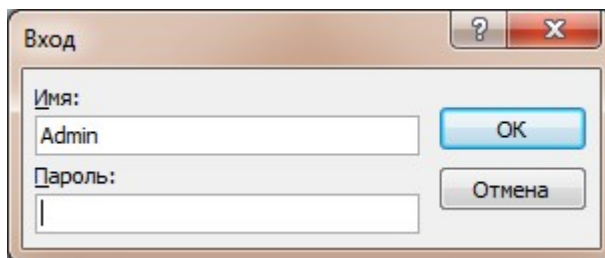 Вход
Имя:
Admin
OK
Пароль:
Отмена